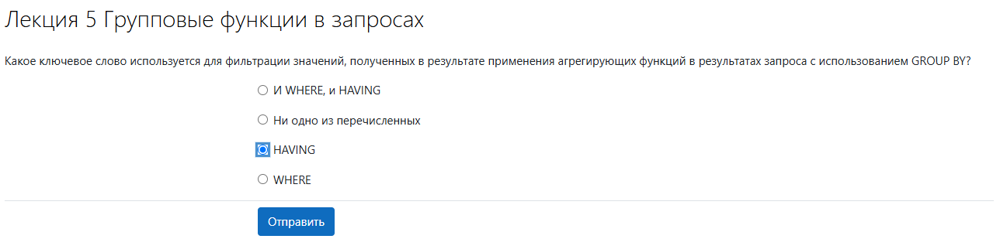 Лекция 5 Групповые функции в запросах
Какое ключевое слово используется для фильтрации значений, полученных в результате применения агрегирующих функций в результатах запроса с использованием GROUP BY?
И WHERE, и HAVING
Ни одно из перечисленных
HAVING
WHERE
Отправить